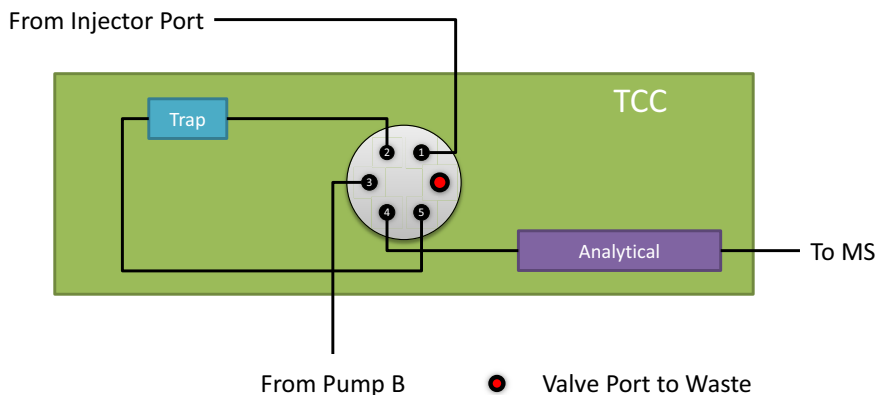 From Injector Port
TCC
Trap
2 1
3
4 5
Analytical
To MS
From Pump B
Valve Port to Waste